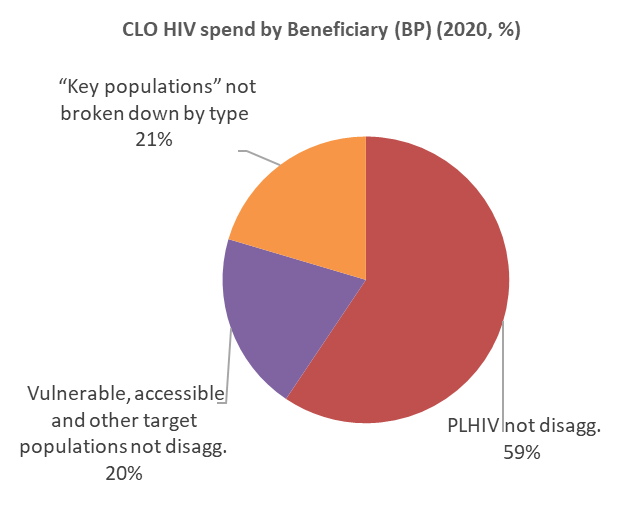 CLO HIV spend by Beneficiary (BP) (2020, %)
“Key populations” not
broken down by type
21%
Vulnerable, accessible
and other target
populations not disagg.
20%
PLHIV not disagg.
59%